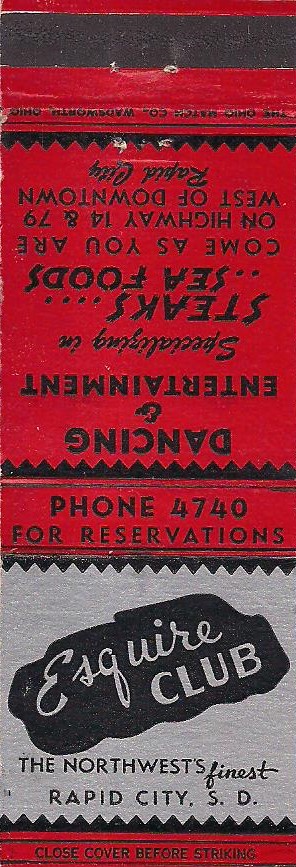 THE OHIO MATCH CO., WADSWORTH, OHIO
DANCING
&
ENTERTAINMENT
Specializing in
STEAKS....
..SEA FOODS
COME AS YOU ARE
ON HIGHWAY 14 & 79
WEST OF DOWNTOWN
Rapid City
PHONE 4740
FOR RESERVATIONS
Esquire
CLUB
THE NORTHWEST'S finest
RAPID CITY, S. D.
CLOSE COVER BEFORE STRIKING